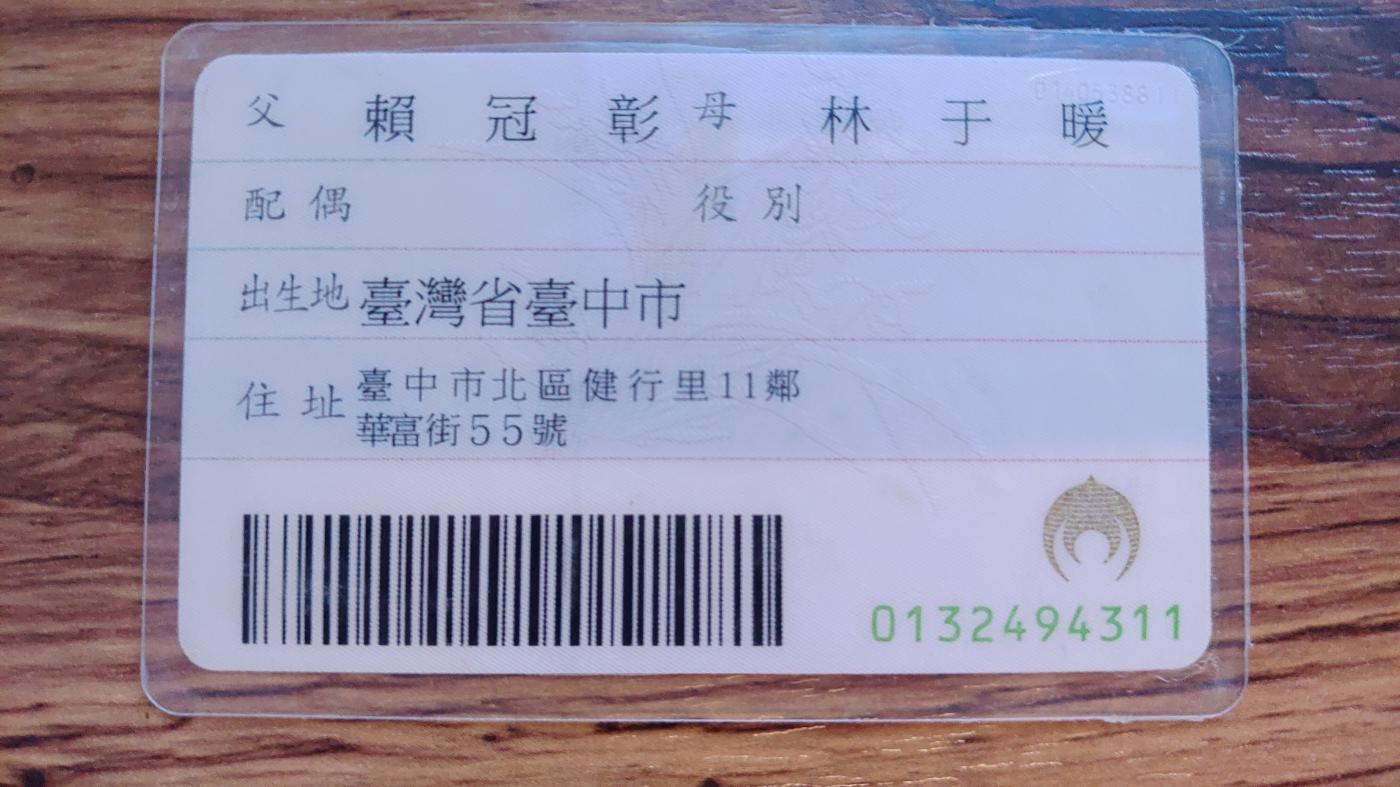 父 賴冠彰 母 林于暖
配偶 役別
出生地 臺灣省臺中市
住址 臺中市北區健行里11鄰
華富街55號
0132494311